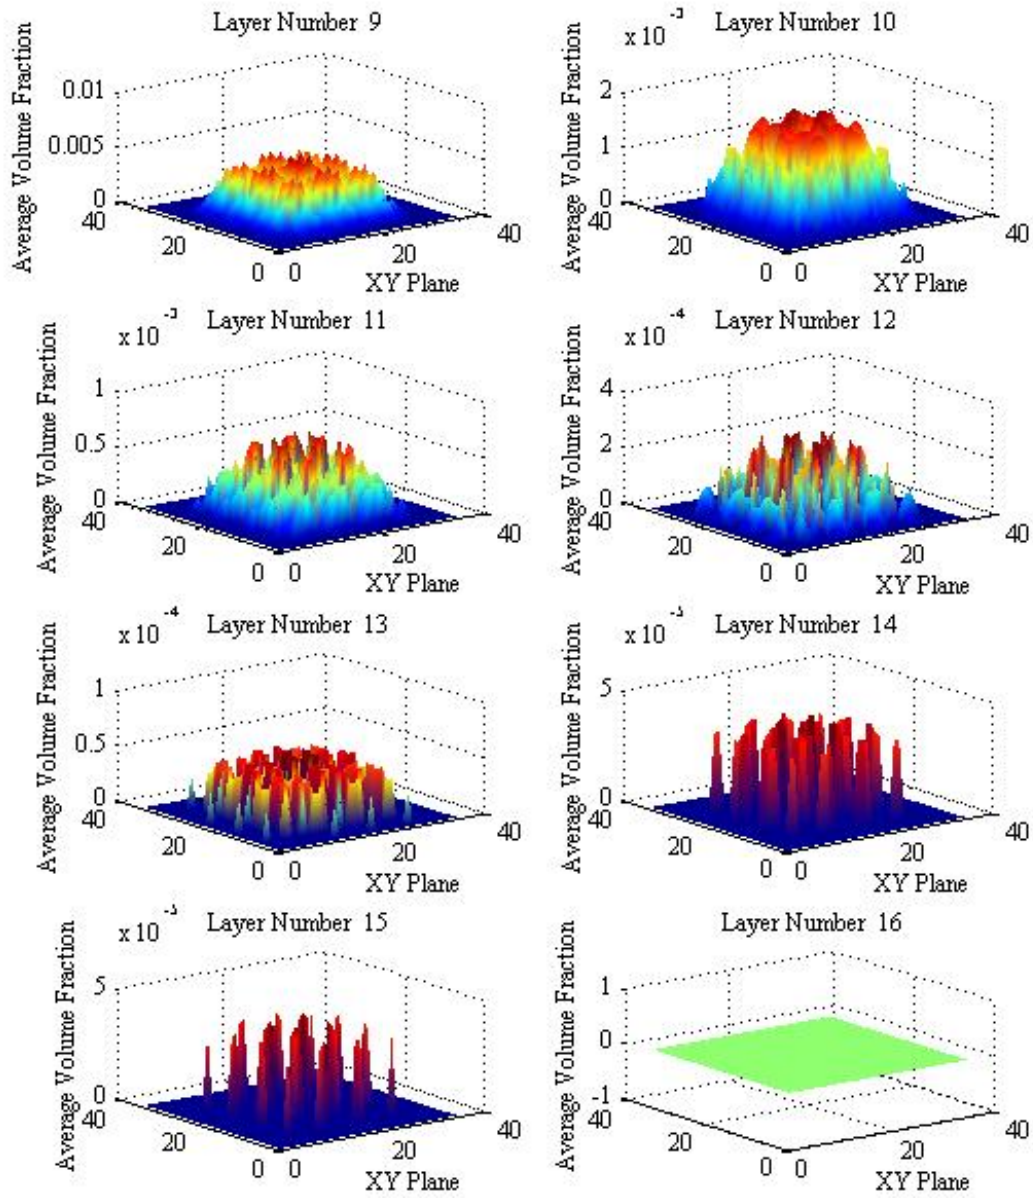 Layer Number 9
Average Volume Fraction
0.01
0.005
0
40
20
0
0
20
40
XY Plane
Layer Number 10
x 10^-3
Average Volume Fraction
2
1
0
40
20
0
0
20
40
XY Plane
Layer Number 11
x 10^-3
Average Volume Fraction
1
0.5
0
40
20
0
0
20
40
XY Plane
Layer Number 12
x 10^-4
Average Volume Fraction
4
2
0
40
20
0
0
20
40
XY Plane
Layer Number 13
x 10^-4
Average Volume Fraction
1
0.5
0
40
20
0
0
20
40
XY Plane
Layer Number 14
x 10^-5
Average Volume Fraction
5
0
40
20
0
0
20
40
XY Plane
Layer Number 15
x 10^-5
Average Volume Fraction
5
0
40
20
0
0
20
40
XY Plane
Layer Number 16
Average Volume Fraction
1
0
-1
40
20
0
0
20
40
XY Plane